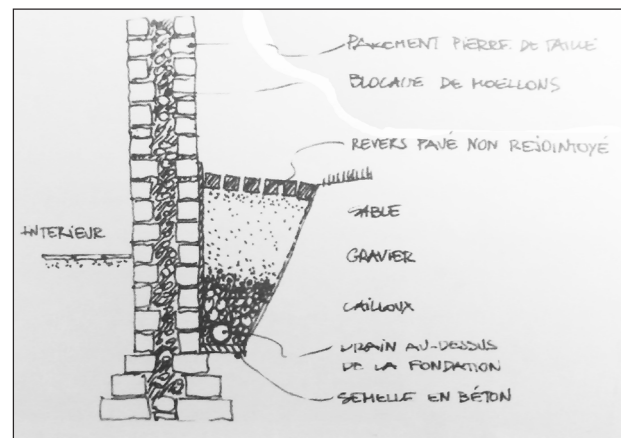 PAREMENT PIERRE DE TAILLE
BLOCAGE DE MOELLONS
REVERS PAVÉ NON REJOINTOYÉ
SABLE
INTERIEUR
GRAVIER
CAILLOUX
DRAIN AU-DESSUS
DE LA FONDATION
SEMELLE EN BÉTON